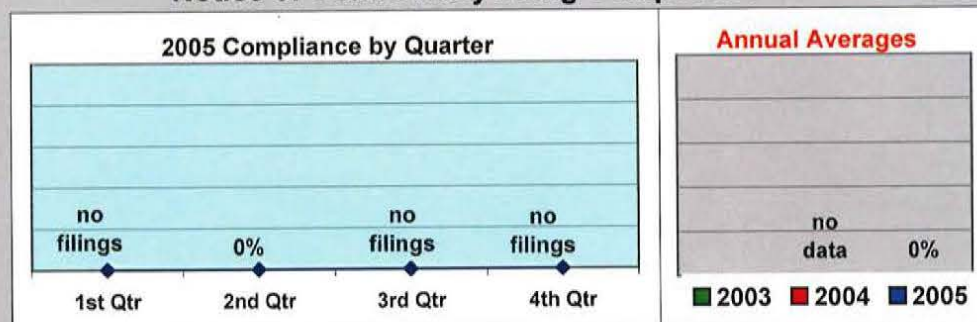 2005 Compliance by Quarter
no filings
0%
no filings
no filings
1st Qtr
2nd Qtr
3rd Qtr
4th Qtr
Annual Averages
no data
0%
2003
2004
2005